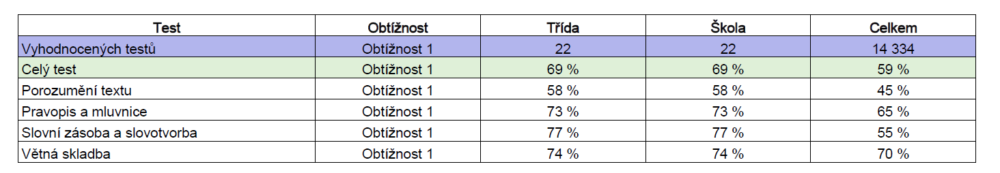 Test Obtížnost Třída Škola Celkem
Vyhodnocených testů Obtížnost 1 22 22 14 334
Celý test Obtížnost 1 69 % 69 % 59 %
Porozumění textu Obtížnost 1 58 % 58 % 45 %
Pravopis a mluvnice Obtížnost 1 73 % 73 % 65 %
Slovní zásoba a slovotvorba Obtížnost 1 77 % 77 % 55 %
Větná skladba Obtížnost 1 74 % 74 % 70 %